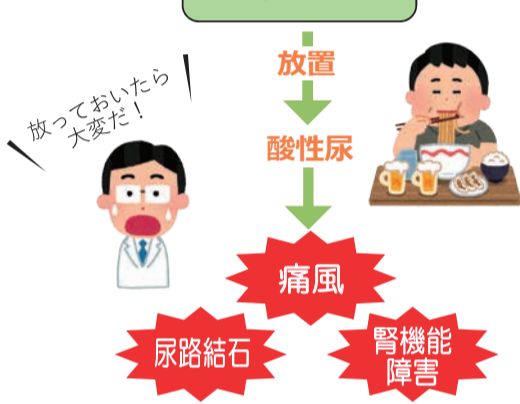 放置
放っておいたら
大変だ！
酸性尿
痛風
尿路結石
腎機能
障害